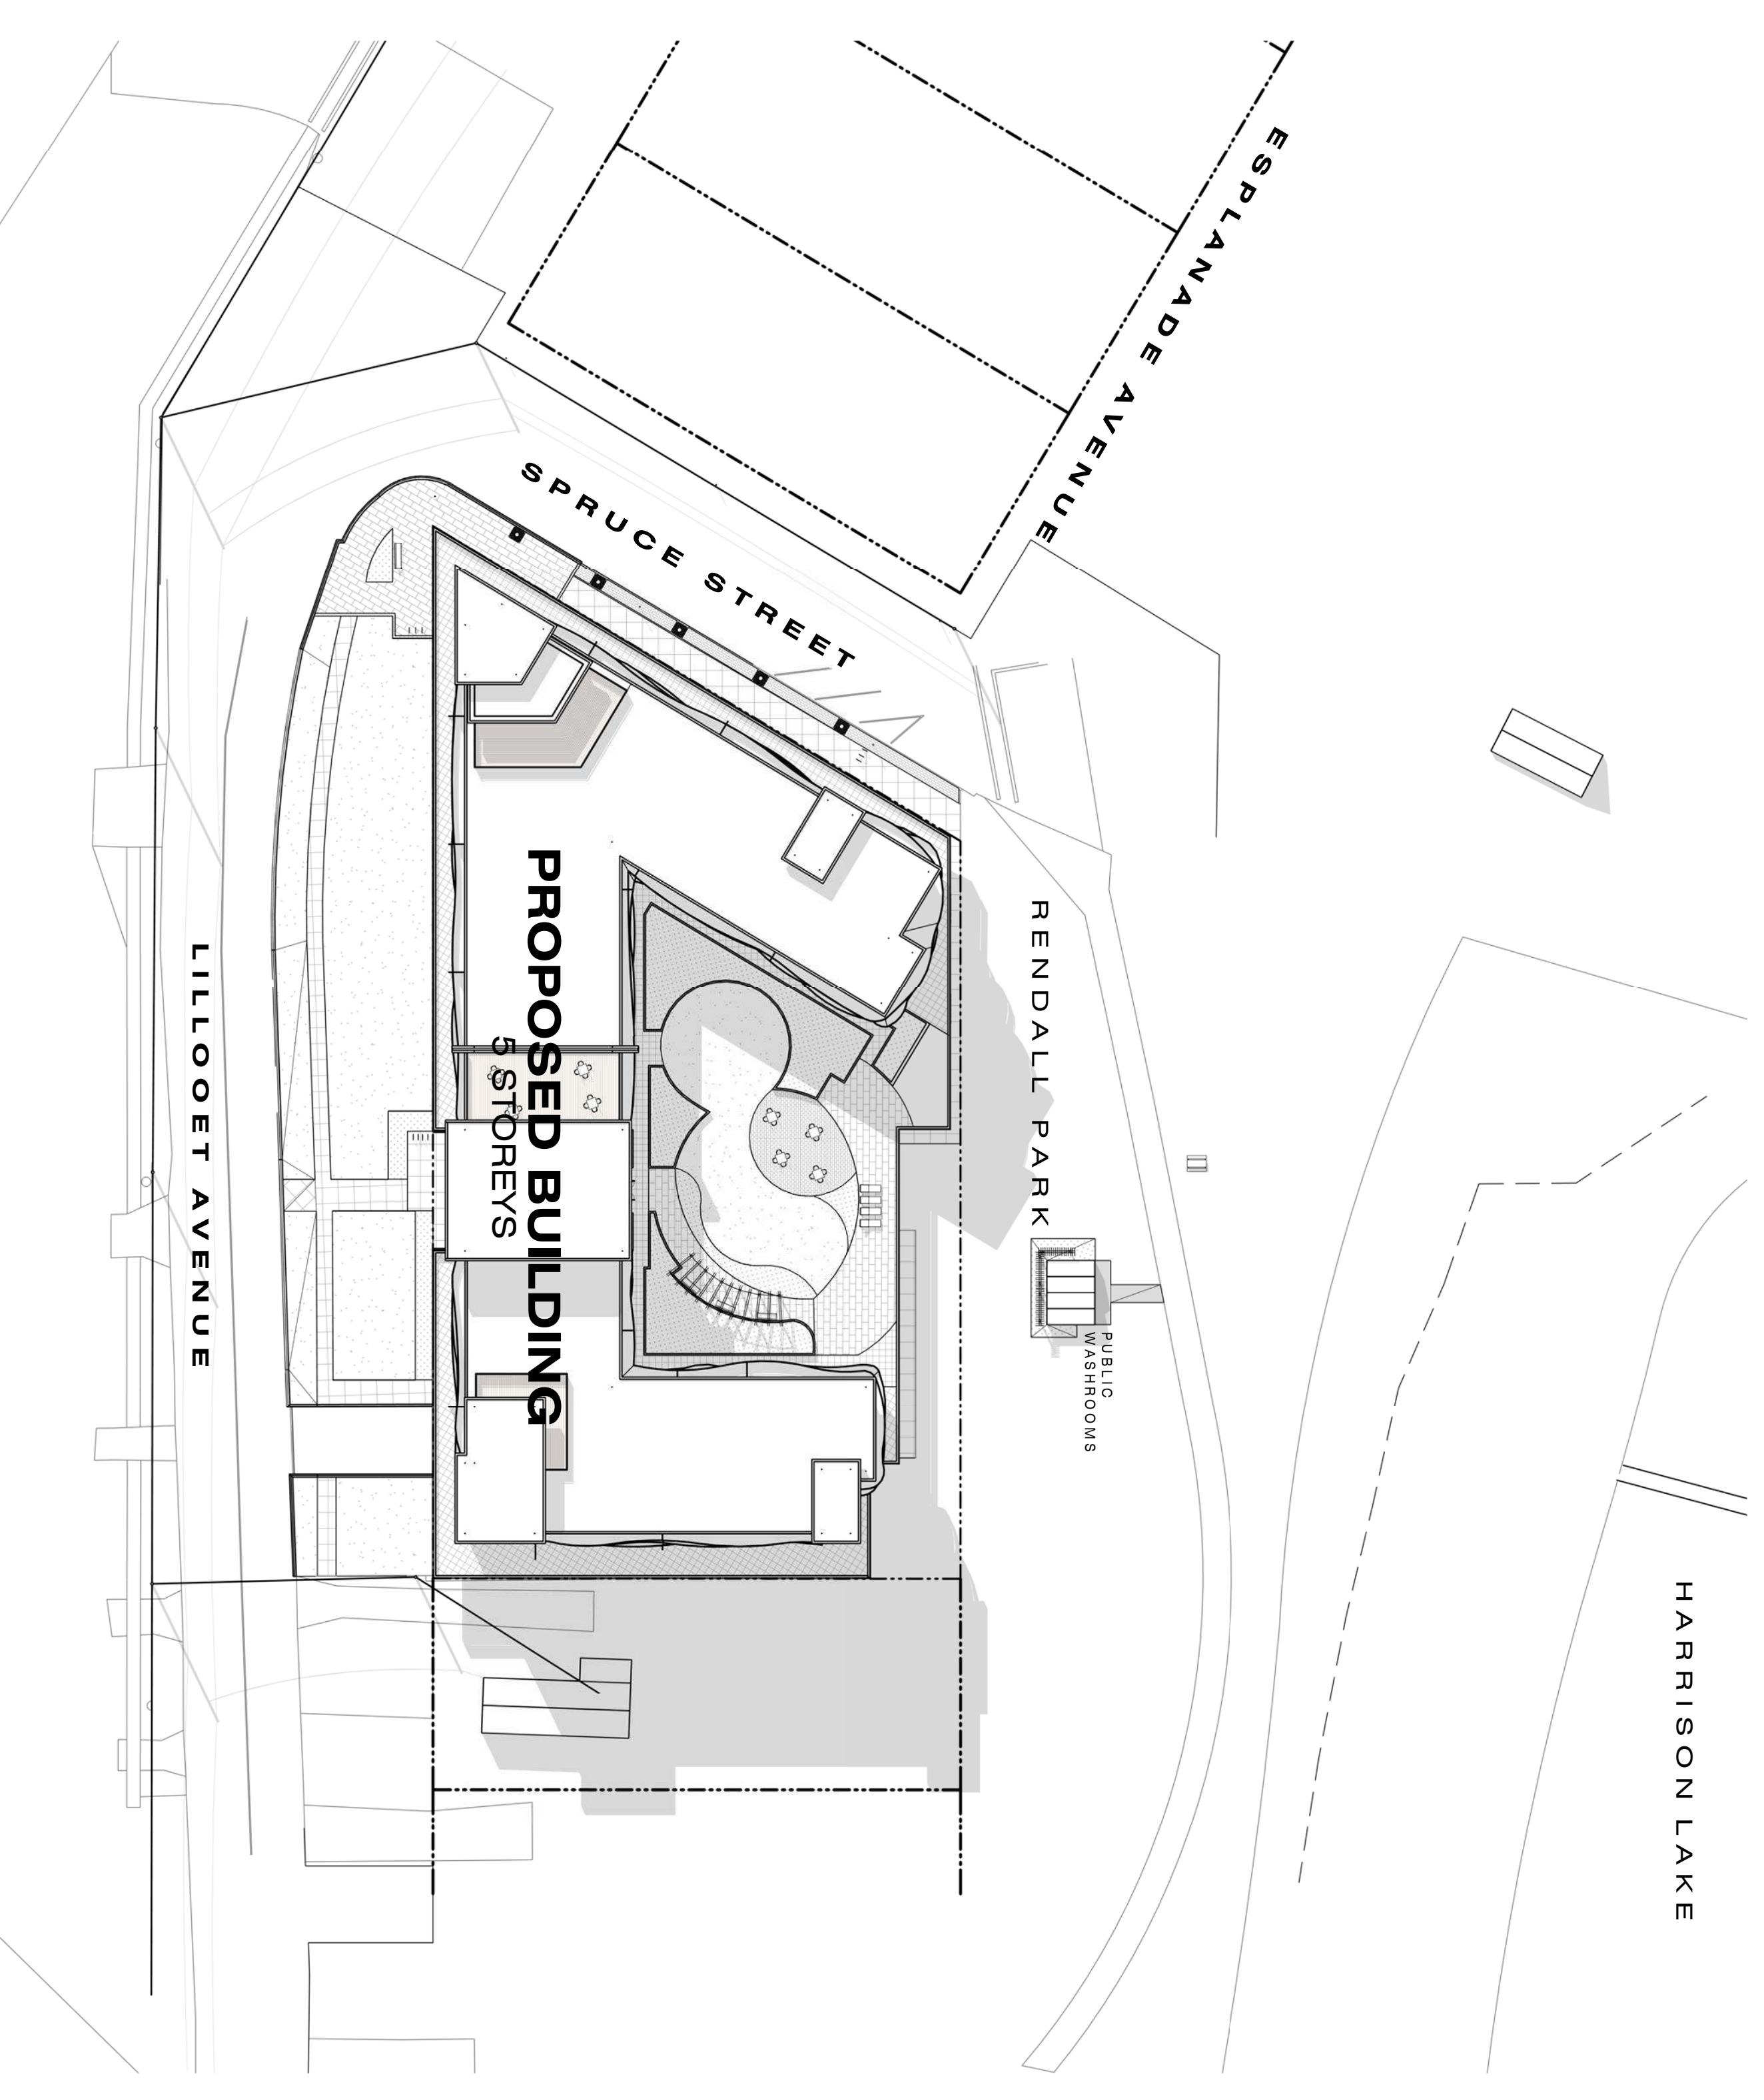 ESPLANADE AVENUE
SPRUCE STREET
PROPOSED BUILDING
5 STOREYS
RENDALL PARK
LILLOOET AVENUE
PUBLIC
WASHROOMS
HARRISON LAKE